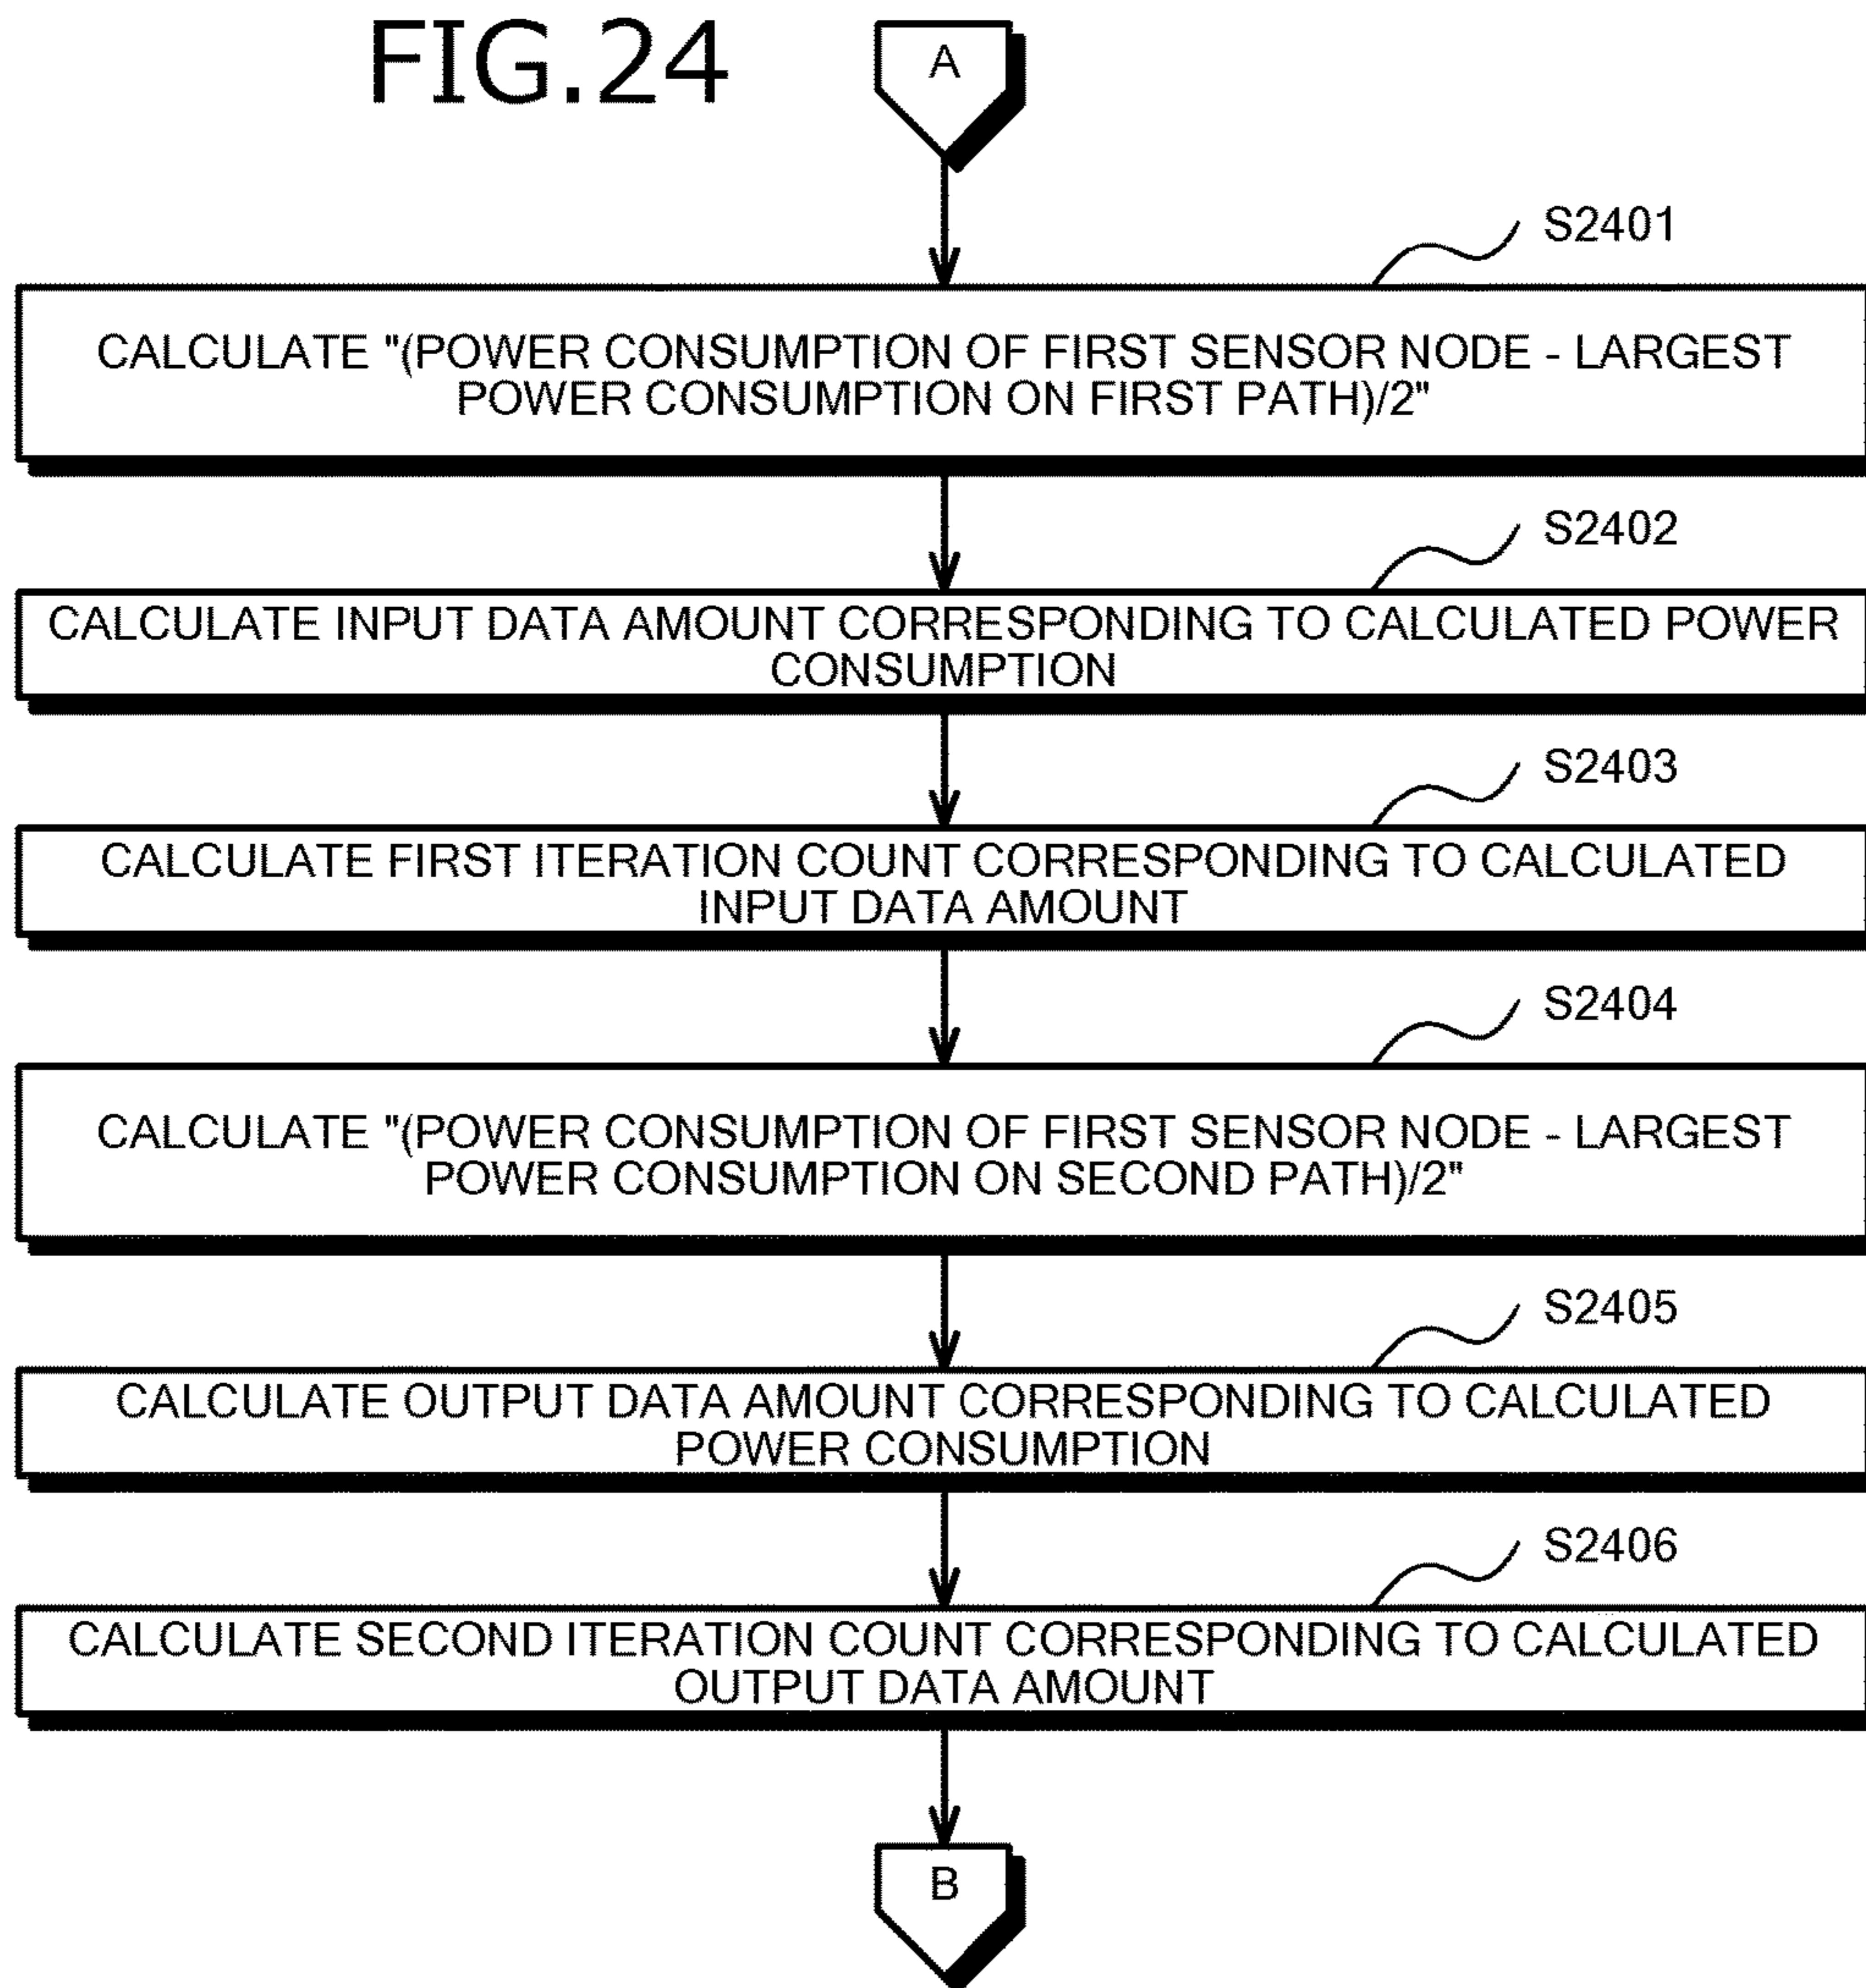 FIG.24
A
S2401
CALCULATE "(POWER CONSUMPTION OF FIRST SENSOR NODE - LARGEST
POWER CONSUMPTION ON FIRST PATH)/2"
S2402
CALCULATE INPUT DATA AMOUNT CORRESPONDING TO CALCULATED POWER
CONSUMPTION
S2403
CALCULATE FIRST ITERATION COUNT CORRESPONDING TO CALCULATED
INPUT DATA AMOUNT
S2404
CALCULATE "(POWER CONSUMPTION OF FIRST SENSOR NODE - LARGEST
POWER CONSUMPTION ON SECOND PATH)/2"
S2405
CALCULATE OUTPUT DATA AMOUNT CORRESPONDING TO CALCULATED
POWER CONSUMPTION
S2406
CALCULATE SECOND ITERATION COUNT CORRESPONDING TO CALCULATED
OUTPUT DATA AMOUNT
B